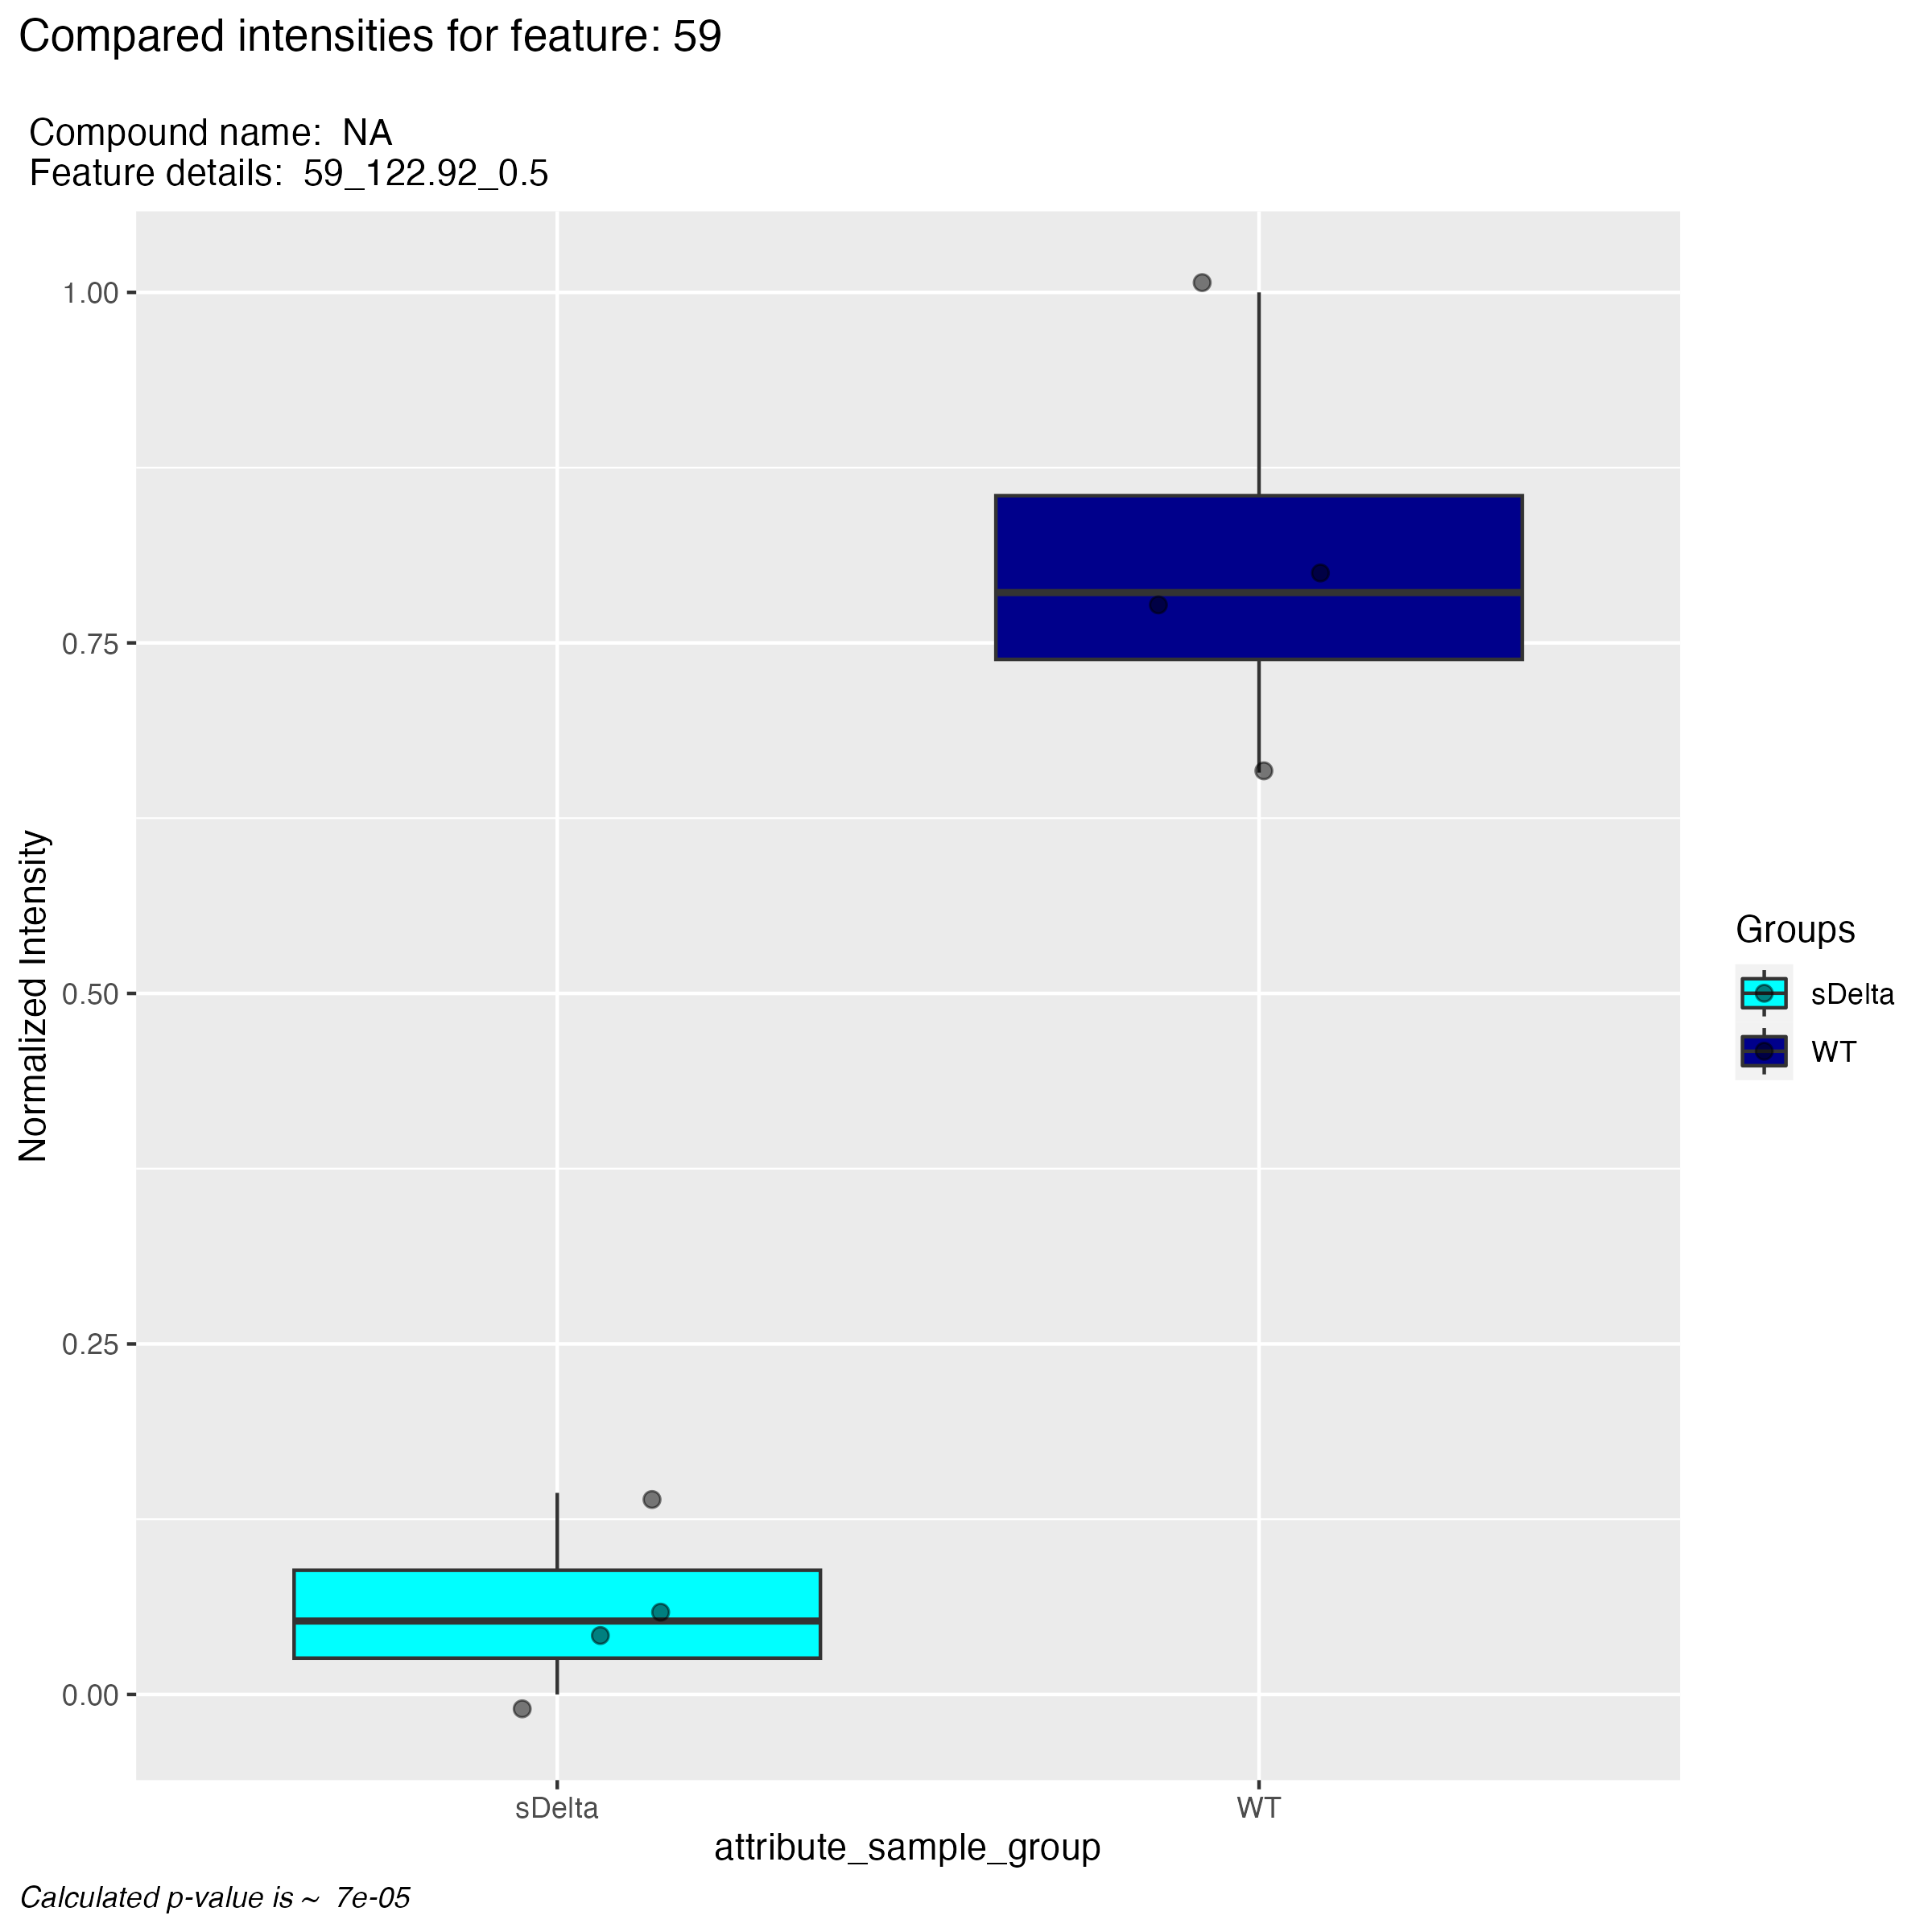 Compared intensities for feature: 59
Compound name:  NA
Feature details:  59_122.92_0.5
1.00
0.75
0.50
0.25
0.00
Normalized Intensity
sDelta
WT
attribute_sample_group
Groups
sDelta
WT
Calculated p-value is ~  7e-05